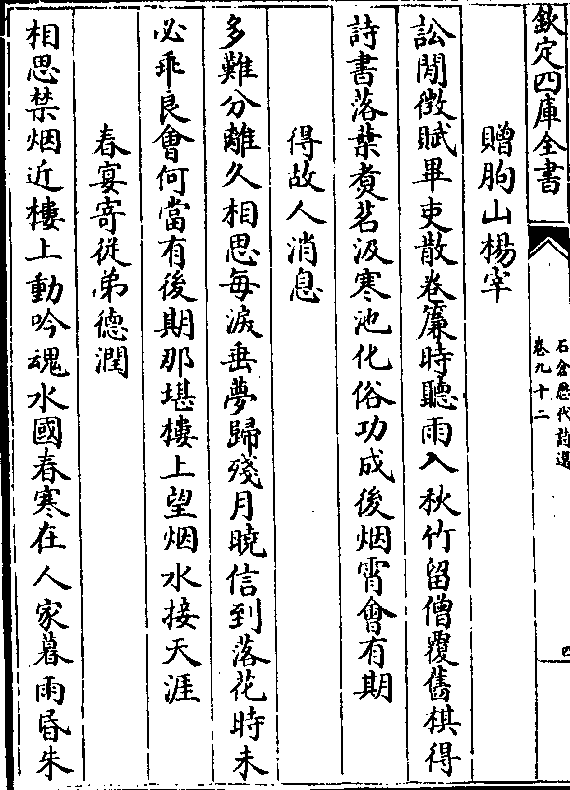 欽定四庫全書
石倉歷代詩選
卷九十二
四
贈朐山楊宰
訟閒徵賦畢吏散卷簾時聽雨入秋竹留僧覆舊棋得
詩書落葉煑茗汲寒池化俗功成後烟霄會有期
得故人消息
多難分離久相思每淚垂夢歸殘月曉信到落花時未
必乖良會何當有後期那堪樓上望烟水接天涯
春宴寄從弟德潤
相思禁烟近樓上動吟魂水國春寒在人家暮雨昏朱